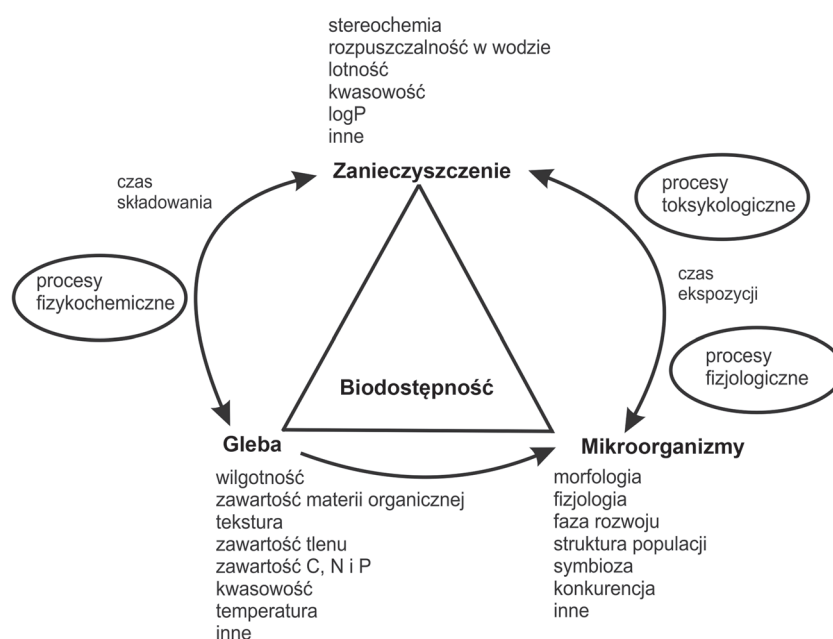 stereochemia
rozpuszczalność w wodzie
lotność
kwasowość
logP
inne
Zanieczyszczenie
czas
składowania
procesy
toksykologiczne
procesy
fizykochemiczne
czas
ekspozycji
procesy
fizjologiczne
Biodostępność
Gleba
wilgotność
zawartość materii organicznej
tekstura
zawartość tlenu
zawartość C, N i P
kwasowość
temperatura
inne
Mikroorganizmy
morfologia
fizjologia
faza rozwoju
struktura populacji
symbioza
konkurencja
inne